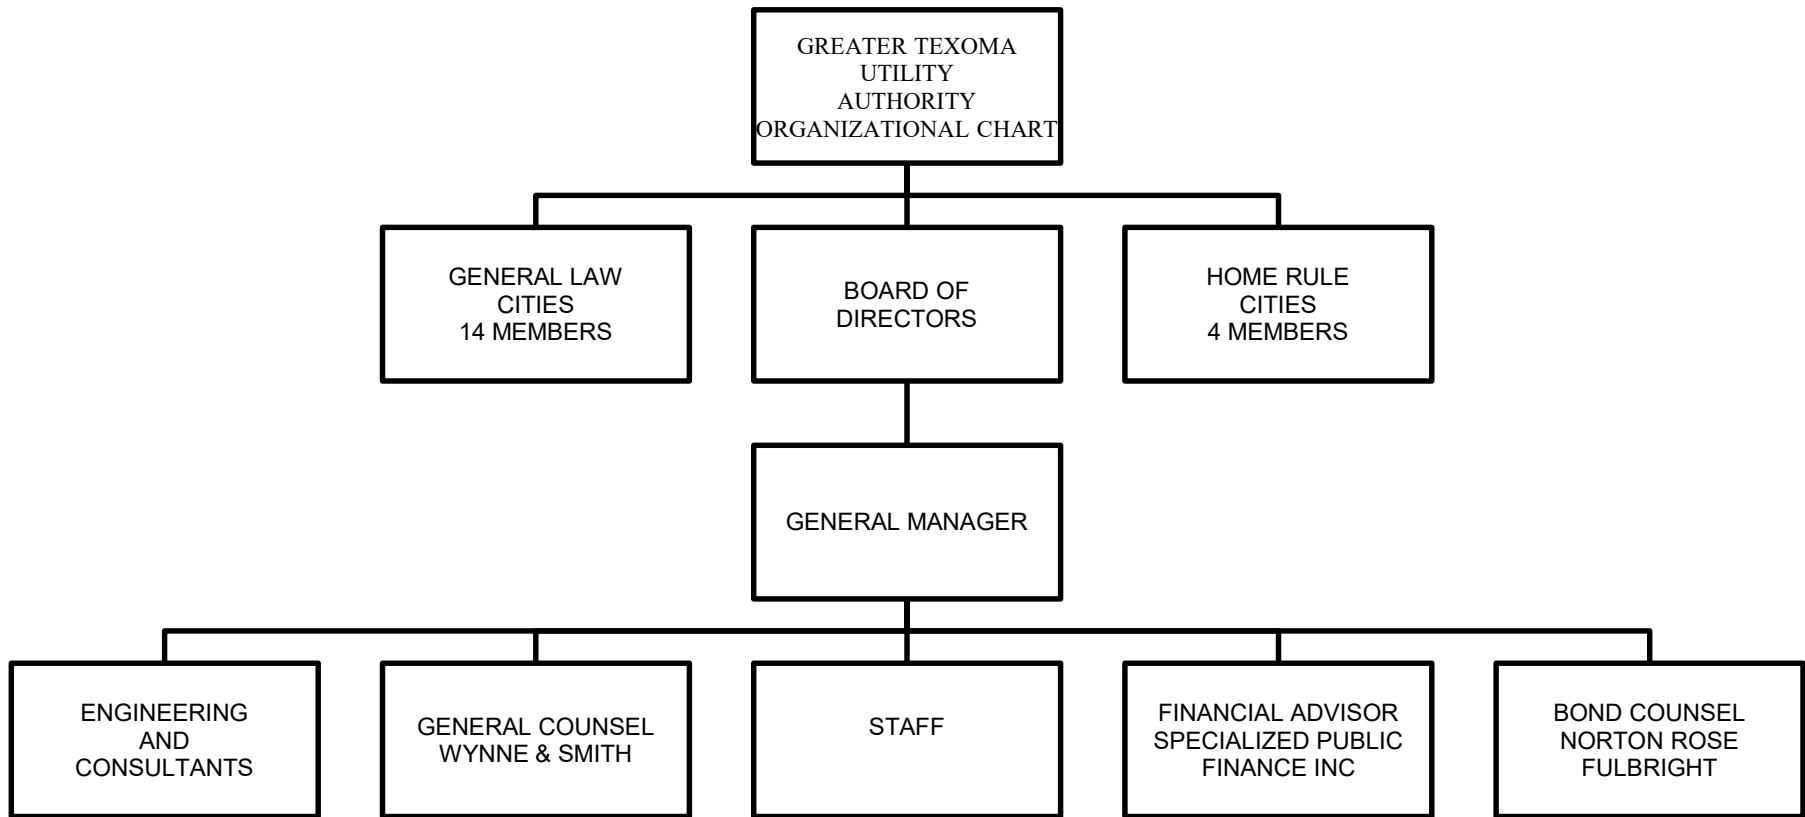 GREATER TEXOMA
UTILITY
AUTHORITY
ORGANIZATIONAL CHART
GENERAL LAW
CITIES
14 MEMBERS
BOARD OF
DIRECTORS
HOME RULE
CITIES
4 MEMBERS
GENERAL MANAGER
ENGINEERING
AND
CONSULTANTS
GENERAL COUNSEL
WYNNE & SMITH
STAFF
FINANCIAL ADVISOR
SPECIALIZED PUBLIC
FINANCE INC
BOND COUNSEL
NORTON ROSE
FULBRIGHT